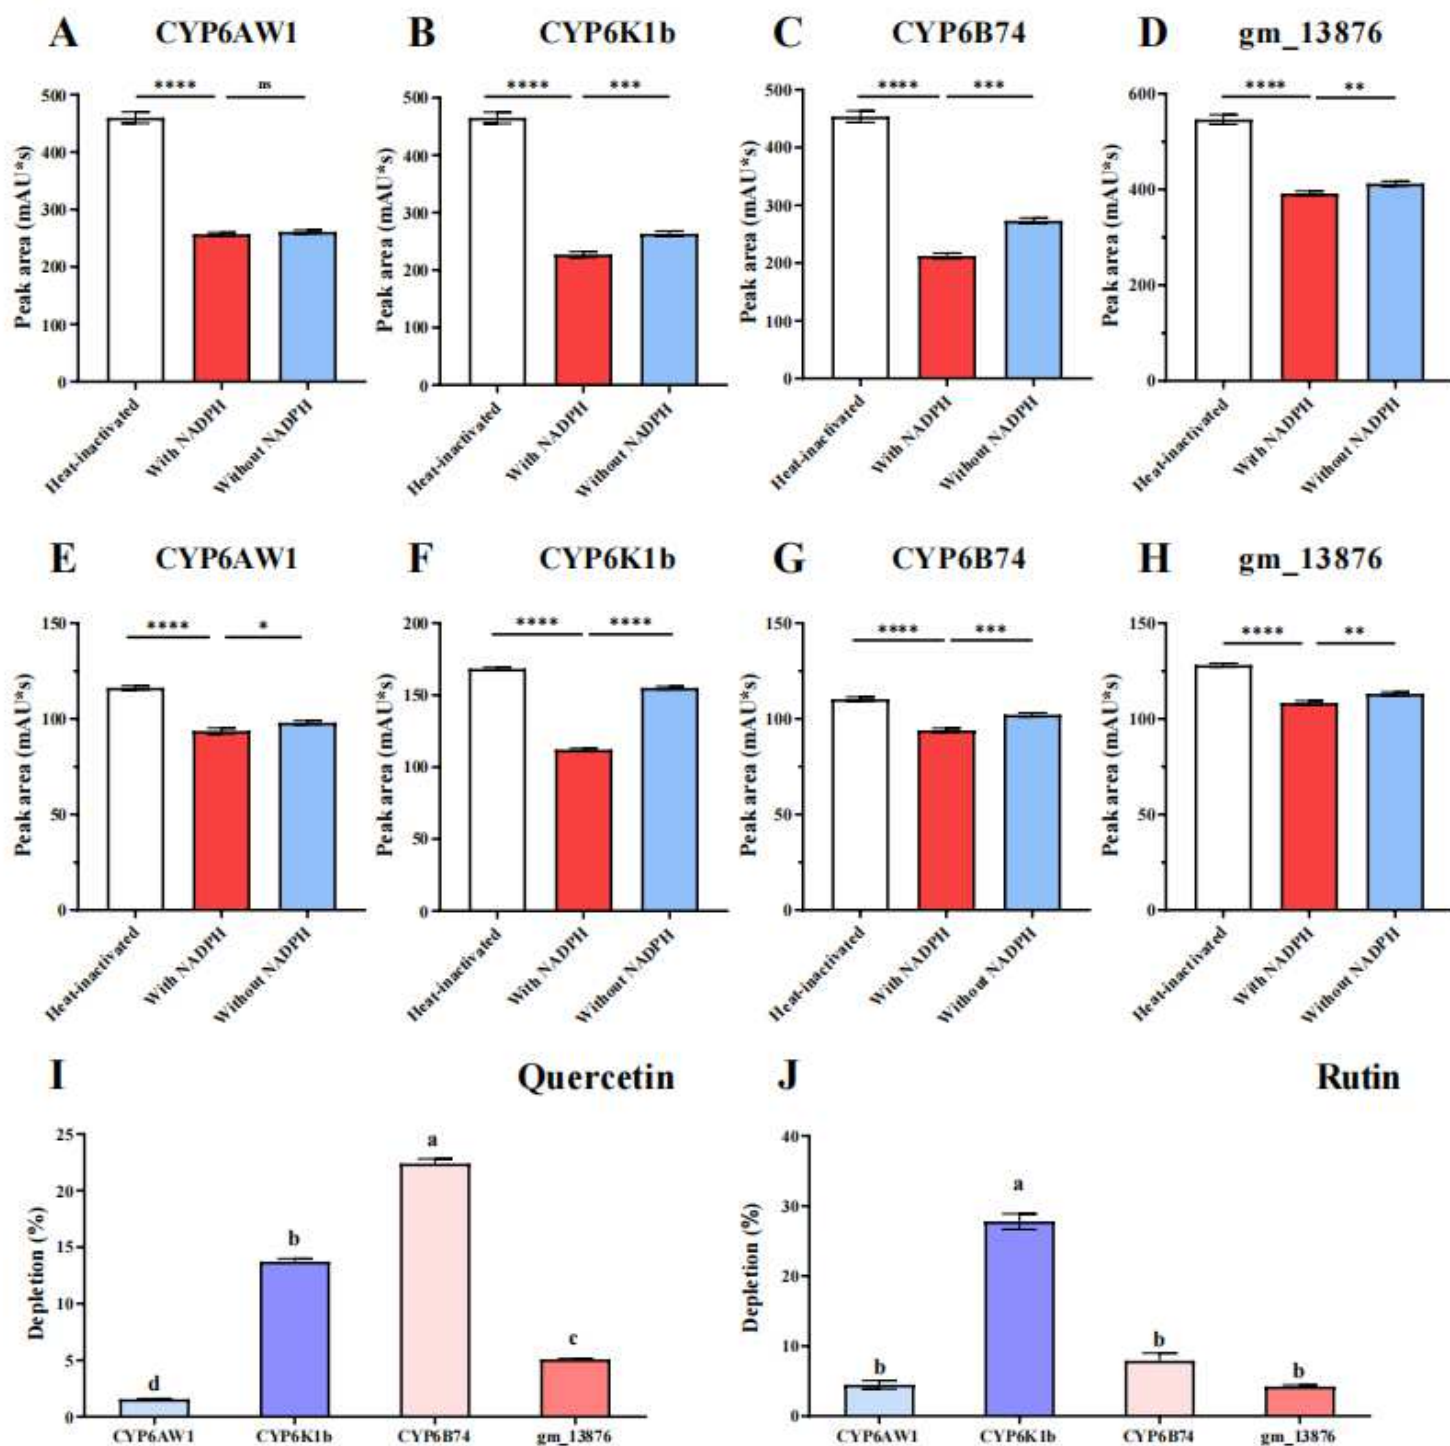 A CYP6AW1
B CYP6K1b
C CYP6B74
D gm_13876
**** ns
**** ***
**** ***
**** **
Peak area (mAU*s)
500
400
300
200
100
0
Heat-inactivated
With NADPH
Without NADPH
Peak area (mAU*s)
500
400
300
200
100
0
Heat-inactivated
With NADPH
Without NADPH
Peak area (mAU*s)
500
400
300
200
100
0
Heat-inactivated
With NADPH
Without NADPH
Peak area (mAU*s)
600
400
200
0
Heat-inactivated
With NADPH
Without NADPH
E CYP6AW1
F CYP6K1b
G CYP6B74
H gm_13876
**** *
**** ****
**** ***
**** **
Peak area (mAU*s)
150
100
50
0
Heat-inactivated
With NADPH
Without NADPH
Peak area (mAU*s)
200
150
100
50
0
Heat-inactivated
With NADPH
Without NADPH
Peak area (mAU*s)
150
100
50
0
Heat-inactivated
With NADPH
Without NADPH
Peak area (mAU*s)
150
100
50
0
Heat-inactivated
With NADPH
Without NADPH
I Quercetin
Depletion (%)
25
20
15
10
5
0
d b a c
CYP6AW1 CYP6K1b CYP6B74 gm_13876
J Rutin
Depletion (%)
40
30
20
10
0
b a b b
CYP6AW1 CYP6K1b CYP6B74 gm_13876